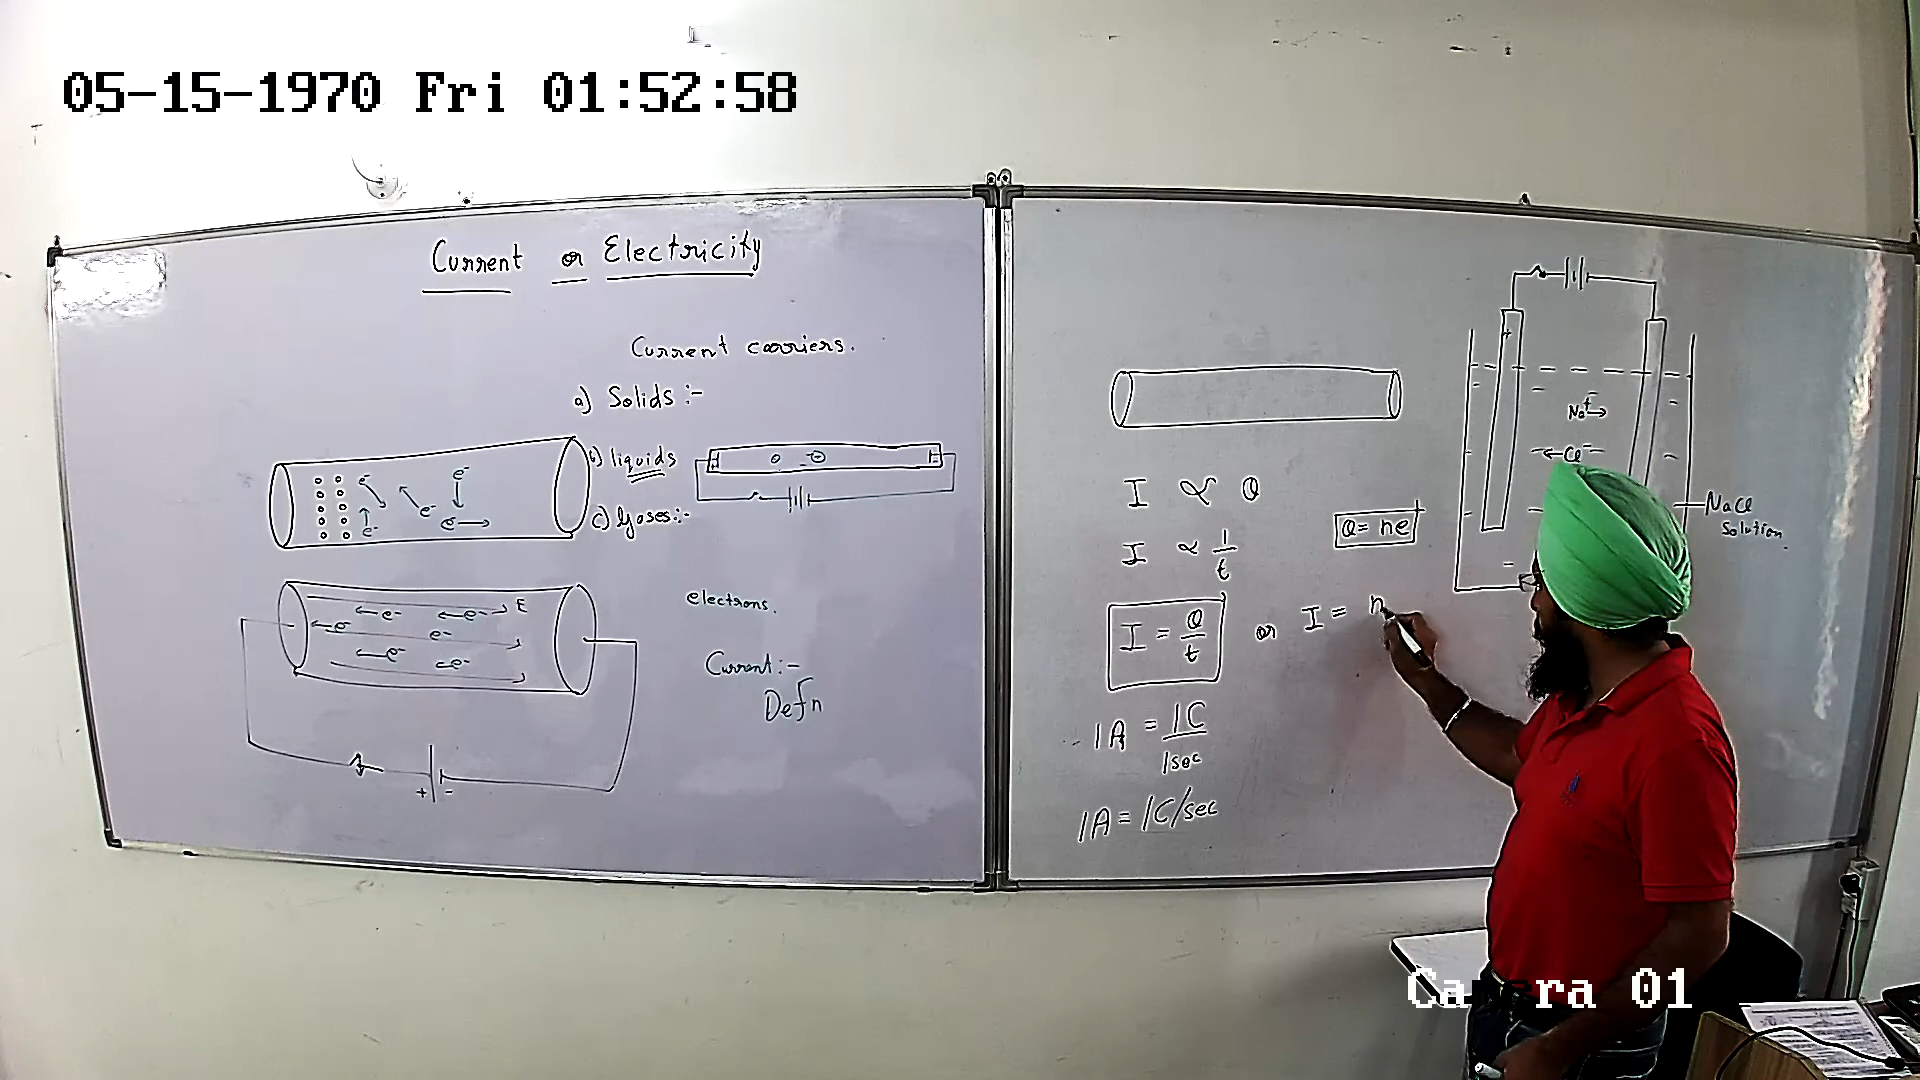 05-15-1970 Fri 01:52:58
Current or Electricity
Current carriers.
a) Solids :-
b) liquids
c) Gases:-
e⁻ e⁻
e⁻
e⁻ e⁻
E
e⁻ e⁻
e⁻ e⁻
e⁻ e⁻
+ -
electrons.
Current :-
Defn
I ∝ Q
I ∝ 1/t
Q = ne
I = Q/t or I = n
1A = 1C/1sec
1A = 1C/sec
+
Na+
Cl-
NaCl
Solution.
Camera 01